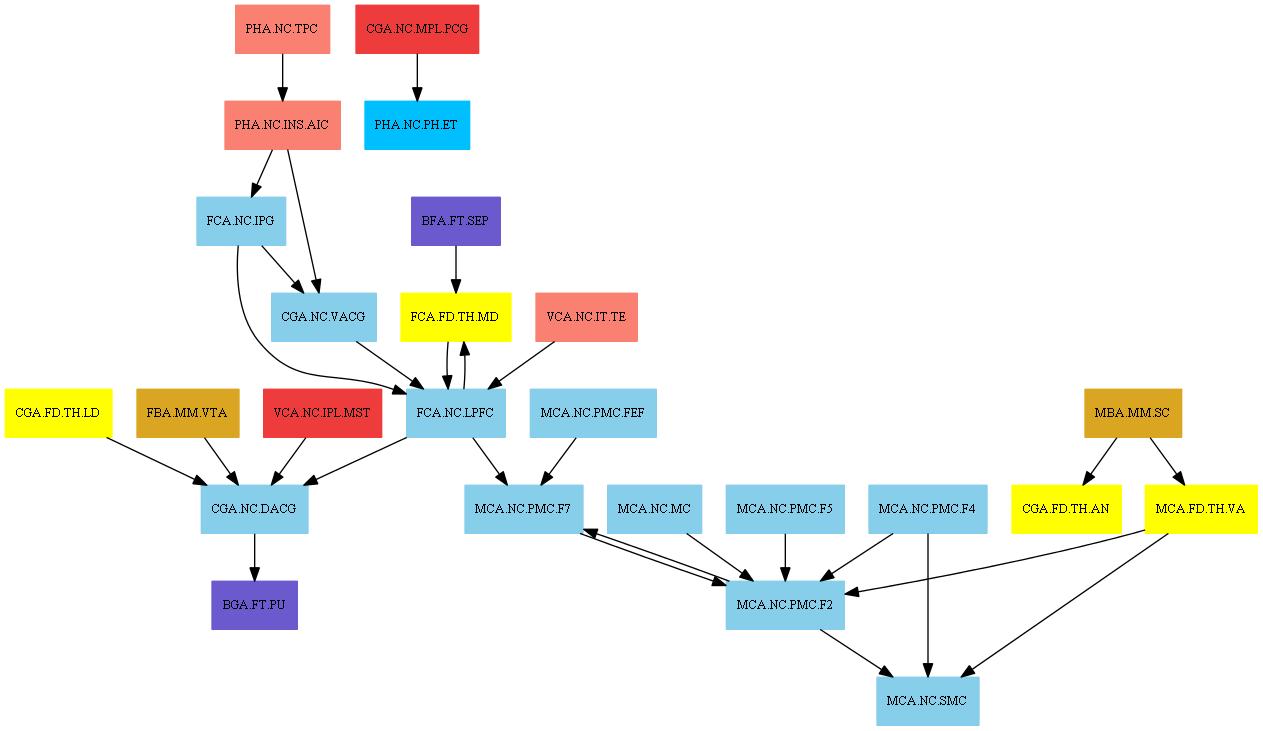 PHA.NC.TPC
CGA.NC.MPL.PCG
PHA.NC.INS.AIC
PHA.NC.PH.ET
FCA.NC.IPG
BFA.FT.SEP
CGA.NC.VACG
FCA.FD.TH.MD
VCA.NC.IT.TE
CGA.FD.TH.LD
FBA.MM.VTA
VCA.NC.IPL.MST
FCA.NC.LPFC
MCA.NC.PMC.FEF
MBA.MM.SC
CGA.NC.DACG
MCA.NC.PMC.F7
MCA.NC.MC
MCA.NC.PMC.F5
MCA.NC.PMC.F4
CGA.FD.TH.AN
MCA.FD.TH.VA
BGA.FT.PU
MCA.NC.PMC.F2
MCA.NC.SMC